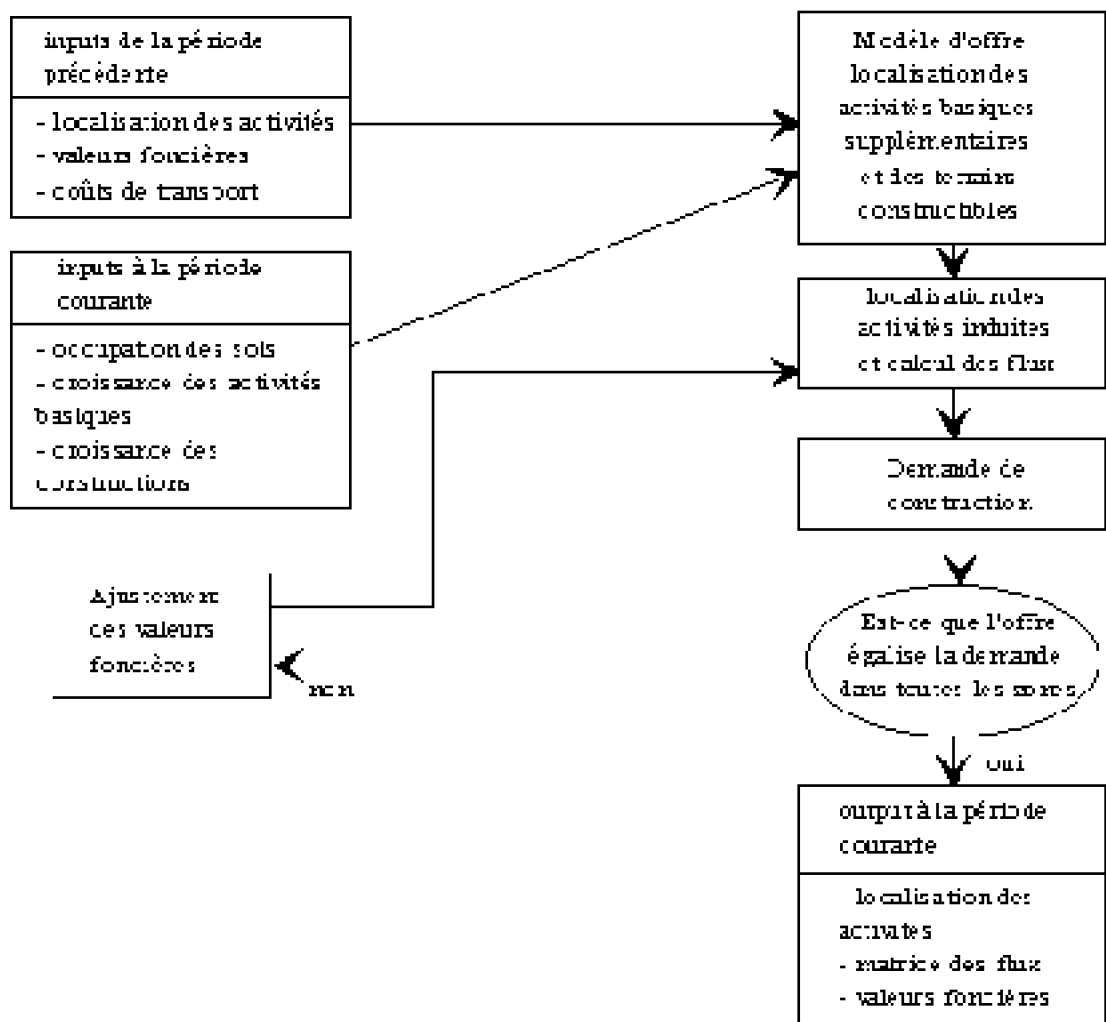 inputs de la période
précédente
- localisation des activités
- valeurs foncières
- coûts de transport
inputs à la période
courante
- occupation des sols
- croissance des activités
basiques
- croissance des
constructions
Ajustement
des valeurs
foncières
non
Modèle d'offre
localisation des
activités basiques
supplémentaires
et des terrains
constructibles
localisation des
activités induites
et calcul des flux
Demande de
construction
Est-ce que l'offre
égalise la demande
dans toutes les zones
oui
output à la période
courante
localisation des
activités
- matrice des flux
- valeurs foncières